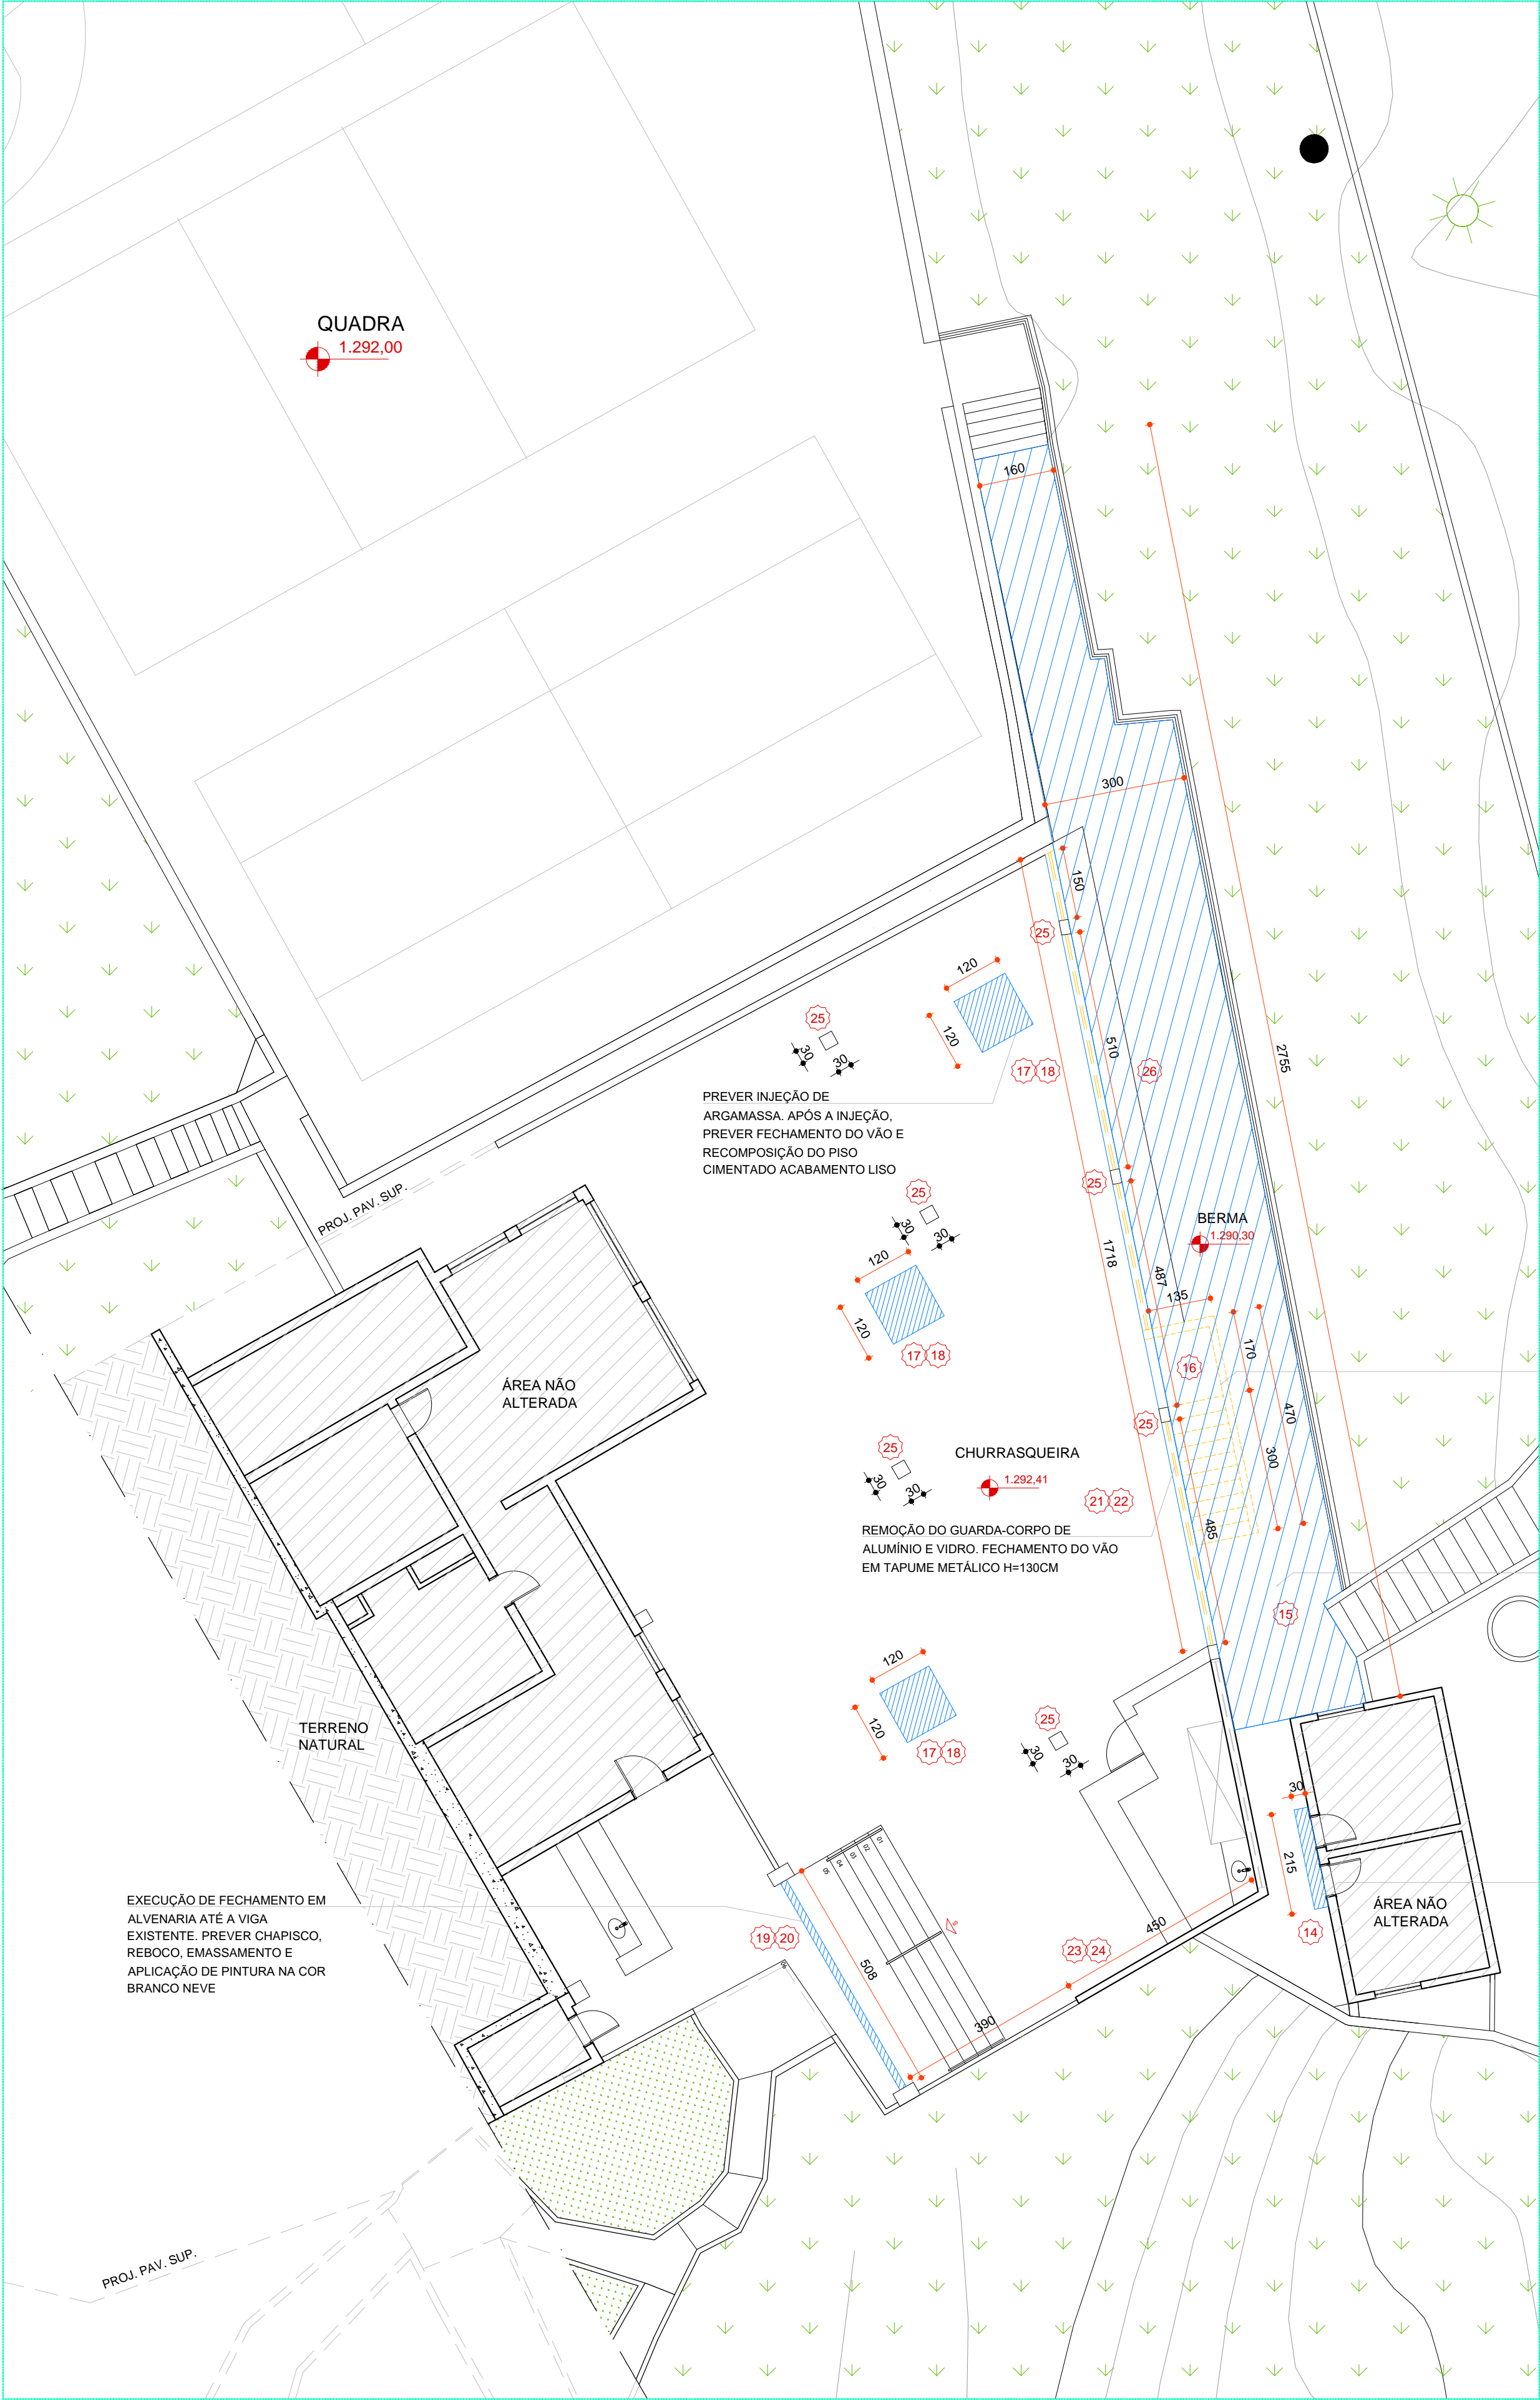 QUADRA
1.292,00
160
300
150
25
120
120
25
30
30
17 18
510
26
2755
PREVER INJEÇÃO DE
ARGAMASSA. APÓS A INJEÇÃO,
PREVER FECHAMENTO DO VÃO E
RECOMPOSIÇÃO DO PISO
CIMENTADO ACABAMENTO LISO
25
25
30
30
PROJ. PAV. SUP.
BERMA
1.290,30
1718
487
135
120
120
17 18
170
16
470
ÁREA NÃO
ALTERADA
25
25
30
30
300
CHURRASQUEIRA
1.292,41
21 22
485
REMOÇÃO DO GUARDA-CORPO DE
ALUMÍNIO E VIDRO. FECHAMENTO DO VÃO
EM TAPUME METÁLICO H=130CM
15
120
120
17 18
25
30
30
TERRENO
NATURAL
30
215
14
ÁREA NÃO
ALTERADA
EXECUÇÃO DE FECHAMENTO EM
ALVENARIA ATÉ A VIGA
EXISTENTE. PREVER CHAPISCO,
REBOCO, EMASSAMENTO E
APLICAÇÃO DE PINTURA NA COR
BRANCO NEVE
19 20
508
23 24
450
390
PROJ. PAV. SUP.